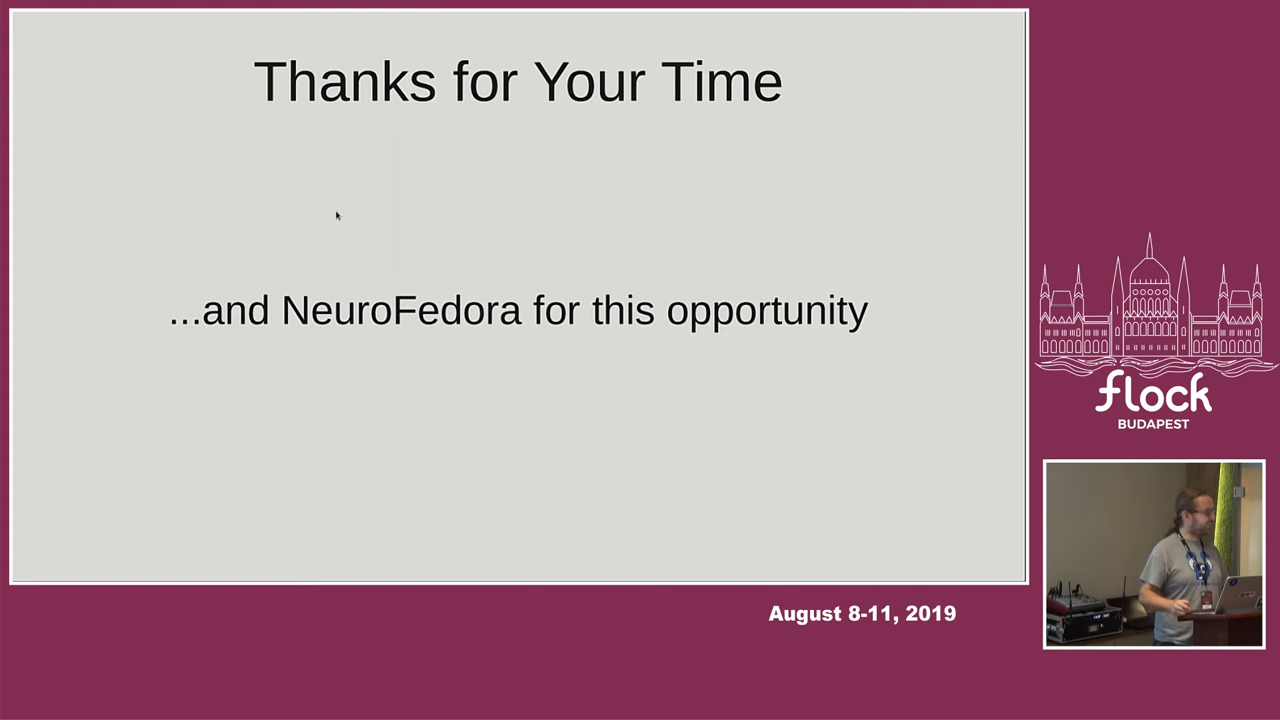 Thanks for Your Time
...and NeuroFedora for this opportunity
flock
BUDAPEST
August 8-11, 2019